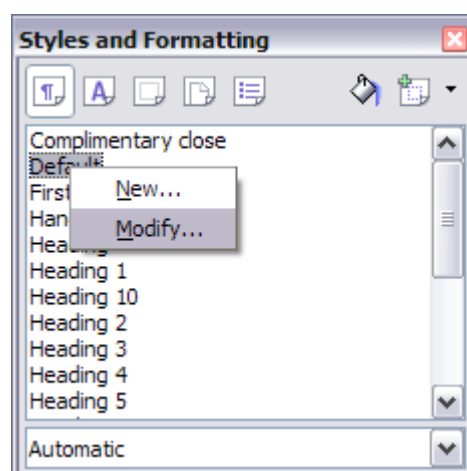 Styles and Formatting
Complimentary close
Default
First
New...
Han
Modify...
Head
Heading 1
Heading 10
Heading 2
Heading 3
Heading 4
Heading 5
Automatic